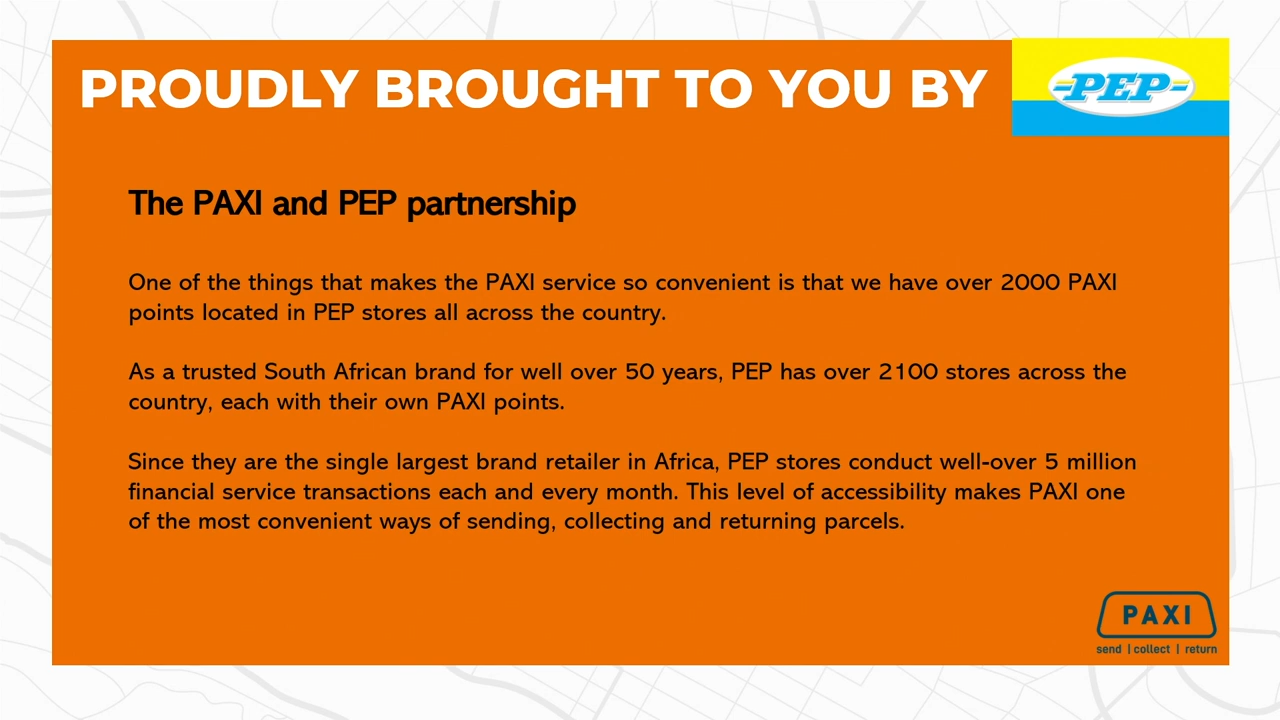 PROUDLY BROUGHT TO YOU BY
-PEP-
The PAXI and PEP partnership
One of the things that makes the PAXI service so convenient is that we have over 2000 PAXI
points located in PEP stores all across the country.
As a trusted South African brand for well over 50 years, PEP has over 2100 stores across the
country, each with their own PAXI points.
Since they are the single largest brand retailer in Africa, PEP stores conduct well-over 5 million
financial service transactions each and every month. This level of accessibility makes PAXI one
of the most convenient ways of sending, collecting and returning parcels.
PAXI
send | collect | return